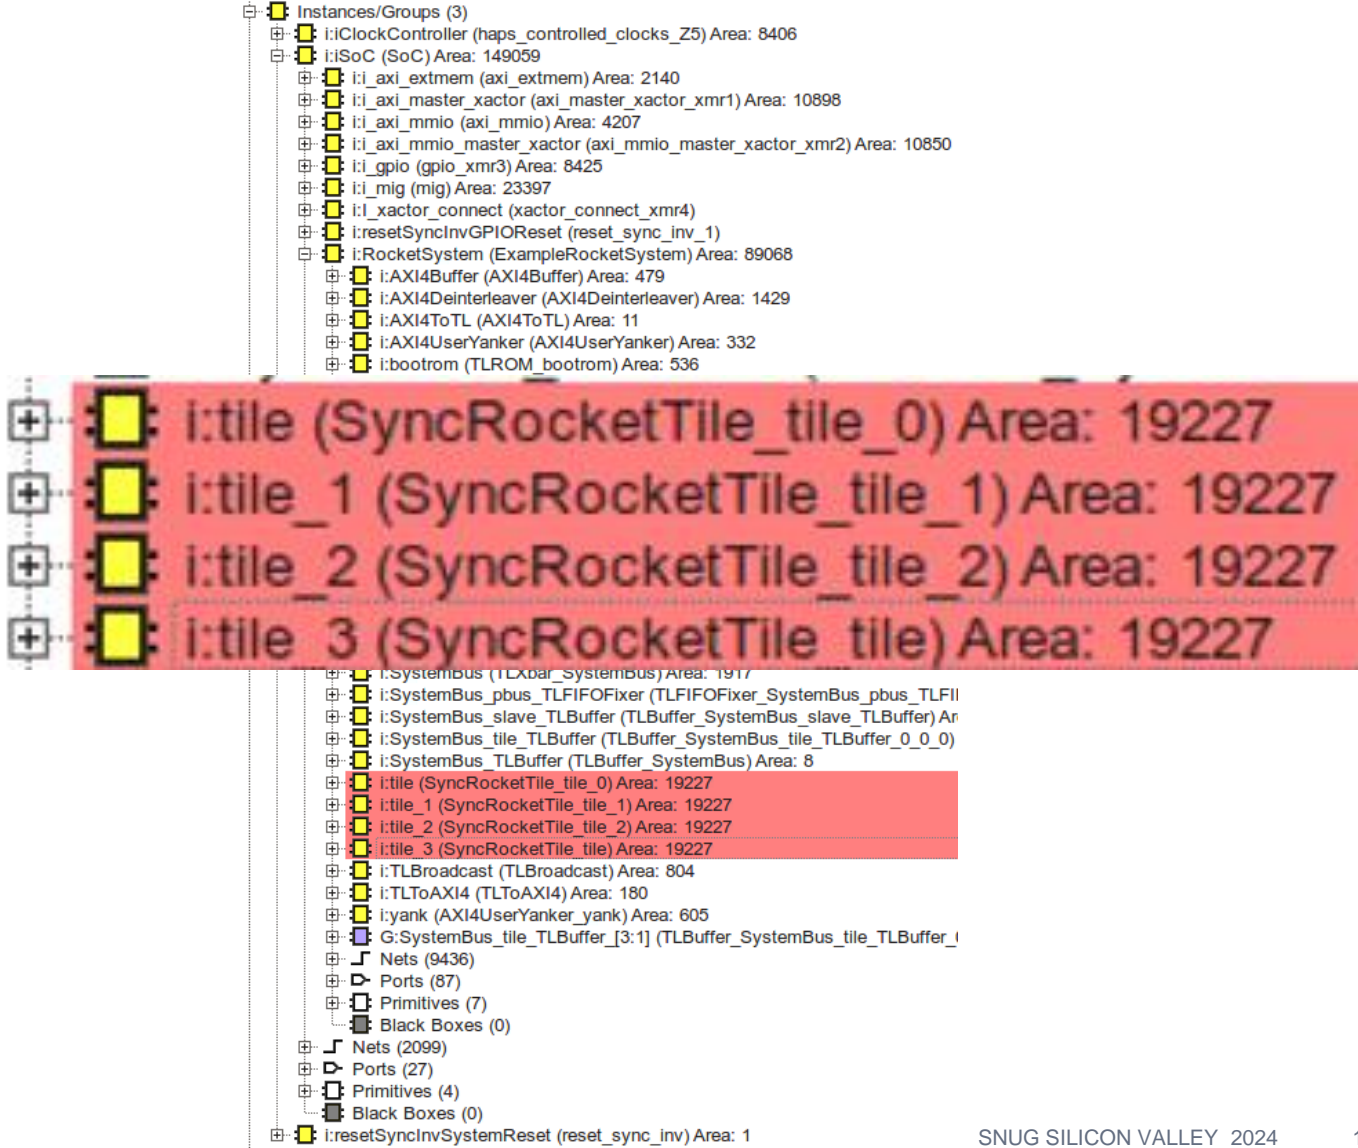 Instances/Groups (3)
i:iClockController (haps_controlled_clocks_Z5) Area: 8406
i:iSoC (SoC) Area: 149059
i:i_axi_extmem (axi_extmem) Area: 2140
i:i_axi_master_xactor (axi_master_xactor_xmr1) Area: 10898
i:i_axi_mmio (axi_mmio) Area: 4207
i:i_axi_mmio_master_xactor (axi_mmio_master_xactor_xmr2) Area: 10850
i:i_gpio (gpio_xmr3) Area: 8425
i:i_mig (mig) Area: 23397
i:I_xactor_connect (xactor_connect_xmr4)
i:resetSyncInvGPIOReset (reset_sync_inv_1)
i:RocketSystem (ExampleRocketSystem) Area: 89068
i:AXI4Buffer (AXI4Buffer) Area: 479
i:AXI4Deinterleaver (AXI4Deinterleaver) Area: 1429
i:AXI4ToTL (AXI4ToTL) Area: 11
i:AXI4UserYanker (AXI4UserYanker) Area: 332
i:bootrom (TLROM_bootrom) Area: 536
i:tile (SyncRocketTile_tile_0) Area: 19227
i:tile_1 (SyncRocketTile_tile_1) Area: 19227
i:tile_2 (SyncRocketTile_tile_2) Area: 19227
i:tile_3 (SyncRocketTile_tile) Area: 19227
i:SystemBus (TLXbar_SystemBus) Area: 1917
i:SystemBus_pbus_TLFIFOFixer (TLFIFOFixer_SystemBus_pbus_TLFI
i:SystemBus_slave_TLBuffer (TLBuffer_SystemBus_slave_TLBuffer) Ar
i:SystemBus_tile_TLBuffer (TLBuffer_SystemBus_tile_TLBuffer_0_0_0)
i:SystemBus_TLBuffer (TLBuffer_SystemBus) Area: 8
i:tile (SyncRocketTile_tile_0) Area: 19227
i:tile_1 (SyncRocketTile_tile_1) Area: 19227
i:tile_2 (SyncRocketTile_tile_2) Area: 19227
i:tile_3 (SyncRocketTile_tile) Area: 19227
i:TLBroadcast (TLBroadcast) Area: 804
i:TLToAXI4 (TLToAXI4) Area: 180
i:yank (AXI4UserYanker_yank) Area: 605
G:SystemBus_tile_TLBuffer_[3:1] (TLBuffer_SystemBus_tile_TLBuffer_
Nets (9436)
Ports (87)
Primitives (7)
Black Boxes (0)
Nets (2099)
Ports (27)
Primitives (4)
Black Boxes (0)
i:resetSyncInvSystemReset (reset_sync_inv) Area: 1
SNUG SILICON VALLEY 2024